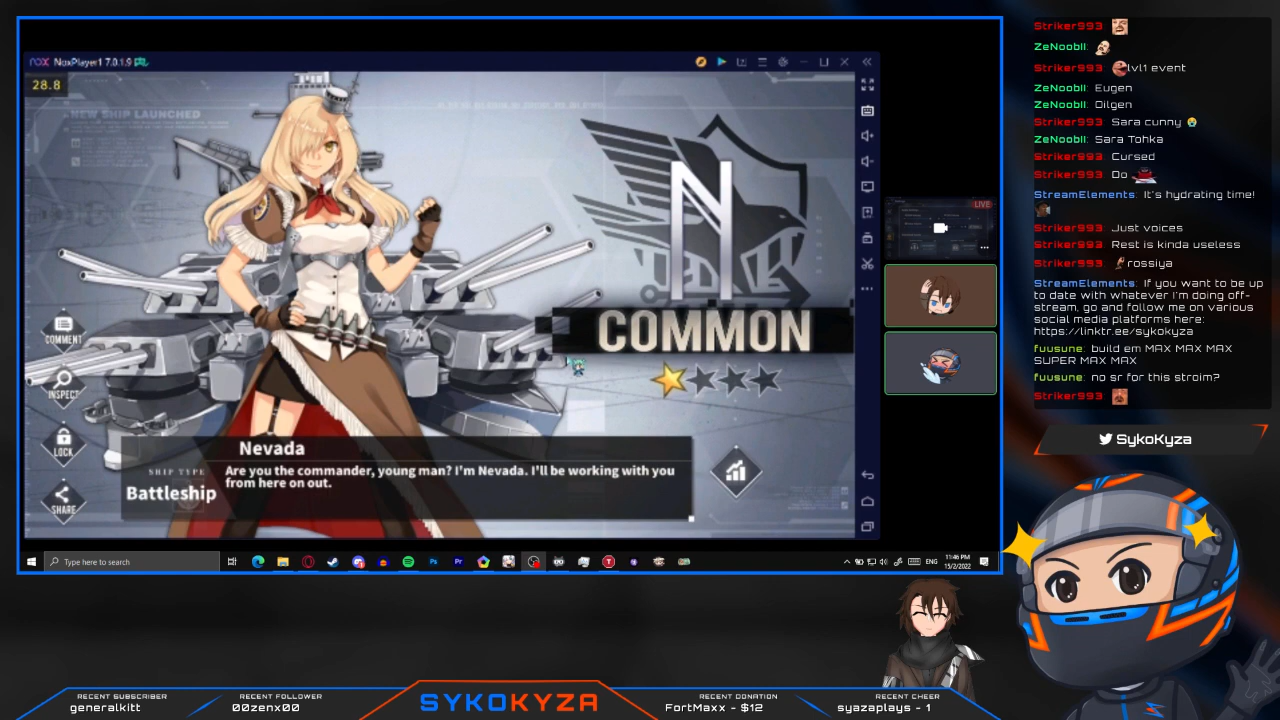 nox NoxPlayer1 7.0.1.9
28.8
NEW SHIP LAUNCHED
N
COMMON
COMMENT
INSPECT
LOCK
SHARE
Nevada
SHIP TYPE
Battleship
Are you the commander, young man? I'm Nevada. I'll be working with you
from here on out.
LIVE
Type here to search
Ps
Pr
ENG
11:46 PM
15/2/2022
Striker993
ZeNoobII:
Striker993 lvl1 event
ZeNoobII: Eugen
ZeNoobII: Oilgen
Striker993 Sara cunny 😭
ZeNoobII: Sara Tohka
Striker993 Cursed
Striker993 Do
StreamElements: It's hydrating time!
Striker993 Just voices
Striker993 Rest is kinda useless
Striker993 rossiya
StreamElements: If you want to be up
to date with whatever I'm doing off-
stream, go and follow me on various
social media platforms here:
https://linktr.ee/sykokyza
fuusune: build em MAX MAX MAX
SUPER MAX MAX
fuusune: no sr for this stroim?
Striker993
SykoKyza
RECENT SUBSCRIBER
generalkitt
RECENT FOLLOWER
00zenx00
SYKOKYZA
RECENT DONATION
FortMaxx - $12
RECENT CHEER
syazaplays - 1